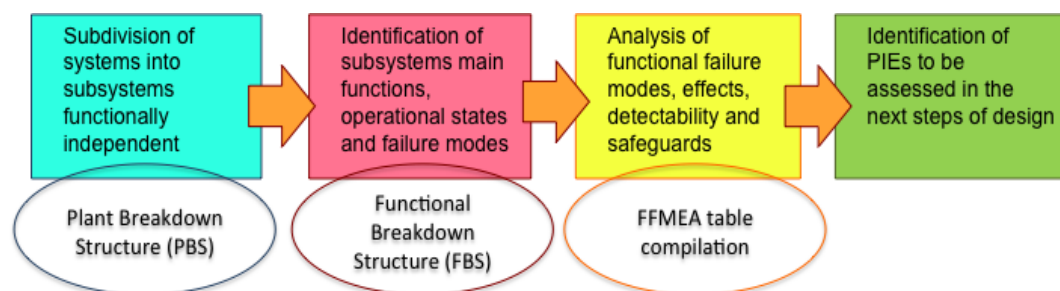 Subdivision of
systems into
subsystems
functionally
independent
Identification of
subsystems main
functions,
operational states
and failure modes
Analysis of
functional failure
modes, effects,
detectability and
safeguards
Identification of
PIEs to be
assessed in the
next steps of design
Plant Breakdown
Structure (PBS)
Functional
Breakdown
Structure (FBS)
FFMEA table
compilation